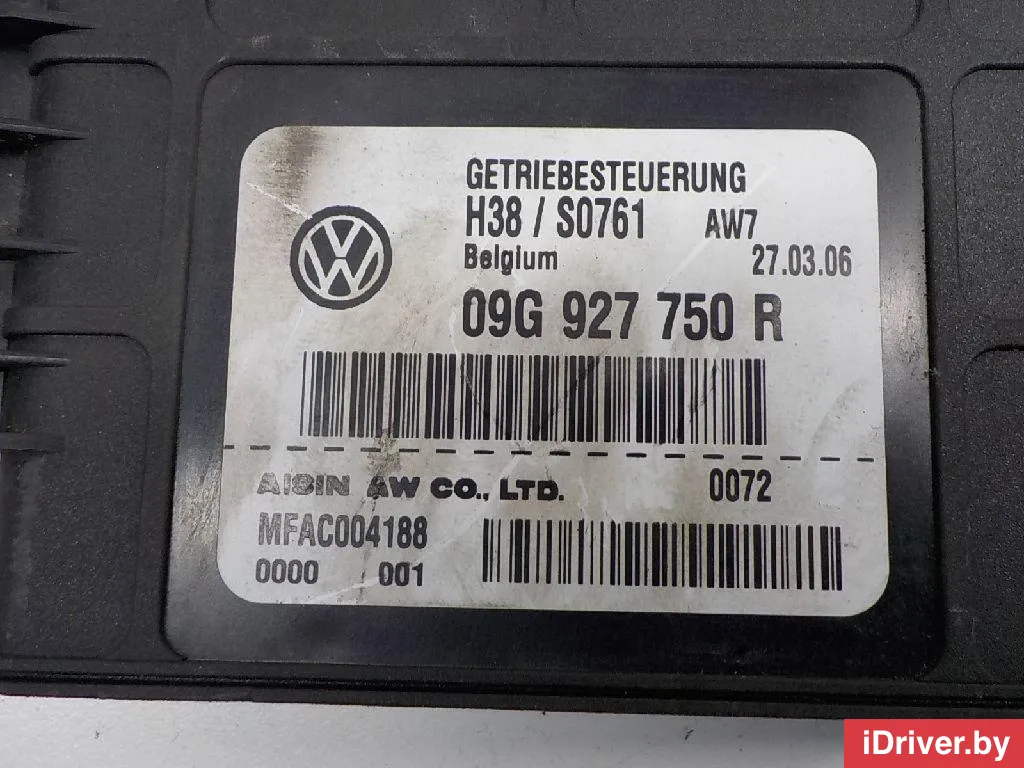 GETRIEBESTEUERUNG
H38 / S0761 AW7
Belgium 27.03.06
09G 927 750 R
AISIN AW CO., LTD. 0072
MFAC004188
0000 001
iDriver.by